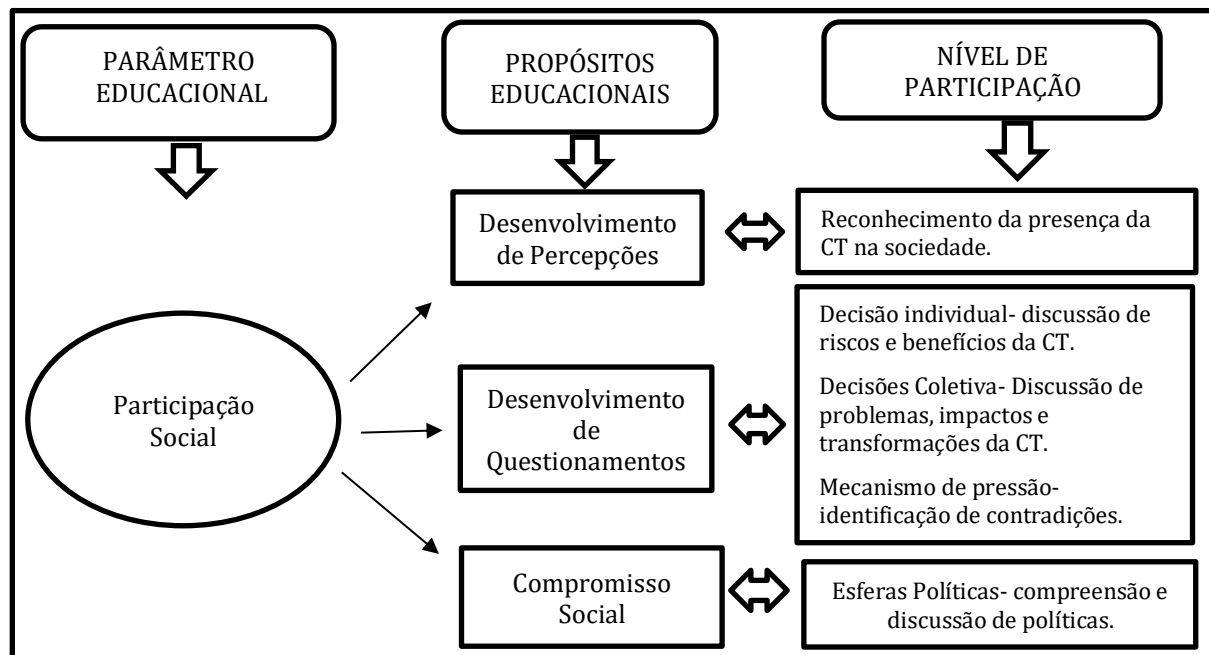 PARÂMETRO
EDUCACIONAL
PROPÓSITOS
EDUCACIONAIS
NÍVEL DE
PARTICIPAÇÃO
Participação
Social
Desenvolvimento
de Percepções
Reconhecimento da presença da
CT na sociedade.
Desenvolvimento
de
Questionamentos
Decisão individual- discussão de
riscos e benefícios da CT.
Decisões Coletiva- Discussão de
problemas, impactos e
transformações da CT.
Mecanismo de pressão-
identificação de contradições.
Compromisso
Social
Esferas Políticas- compreensão e
discussão de políticas.